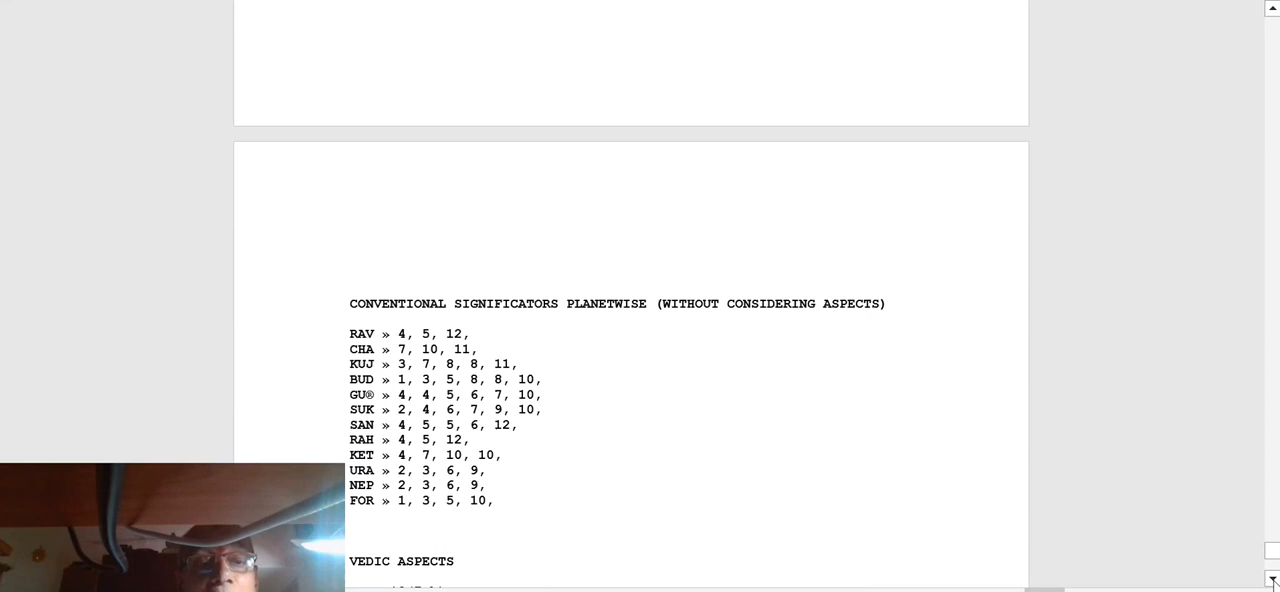 CONVENTIONAL SIGNIFICATORS PLANETWISE (WITHOUT CONSIDERING ASPECTS)
RAV » 4, 5, 12,
CHA » 7, 10, 11,
KUJ » 3, 7, 8, 8, 11,
BUD » 1, 3, 5, 8, 8, 10,
GU® » 4, 4, 5, 6, 7, 10,
SUK » 2, 4, 6, 7, 9, 10,
SAN » 4, 5, 5, 6, 12,
RAH » 4, 5, 12,
KET » 4, 7, 10, 10,
URA » 2, 3, 6, 9,
NEP » 2, 3, 6, 9,
FOR » 1, 3, 5, 10,
VEDIC ASPECTS